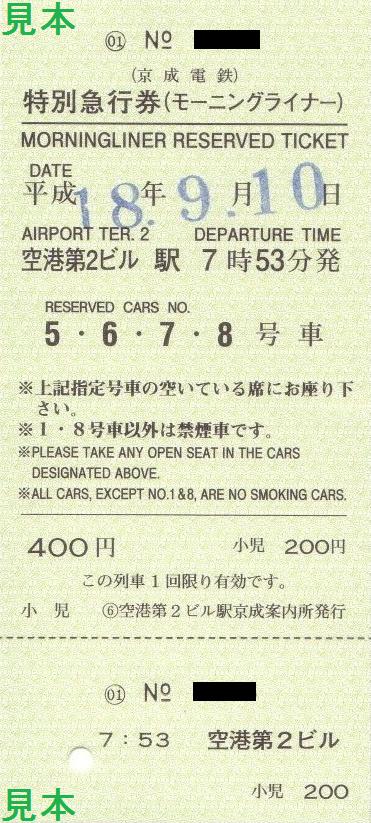 見本
01 №
(京成電鉄)
特別急行券(モーニングライナー)
MORNINGLINER RESERVED TICKET
DATE
平成18年9月10日
AIRPORT TER. 2 DEPARTURE TIME
空港第2ビル 駅 7時53分発
RESERVED CARS NO.
5・6・7・8 号車
※上記指定号車の空いている席にお座り下
さい。
※1・8号車以外は禁煙車です。
※PLEASE TAKE ANY OPEN SEAT IN THE CARS
DESIGNATED ABOVE.
※ALL CARS, EXCEPT NO.1&8, ARE NO SMOKING CARS.
400円 小児 200円
この列車1回限り有効です。
小児 ⑥空港第2ビル駅京成案内所発行
01 №
7:53 空港第2ビル
小児 200
見本